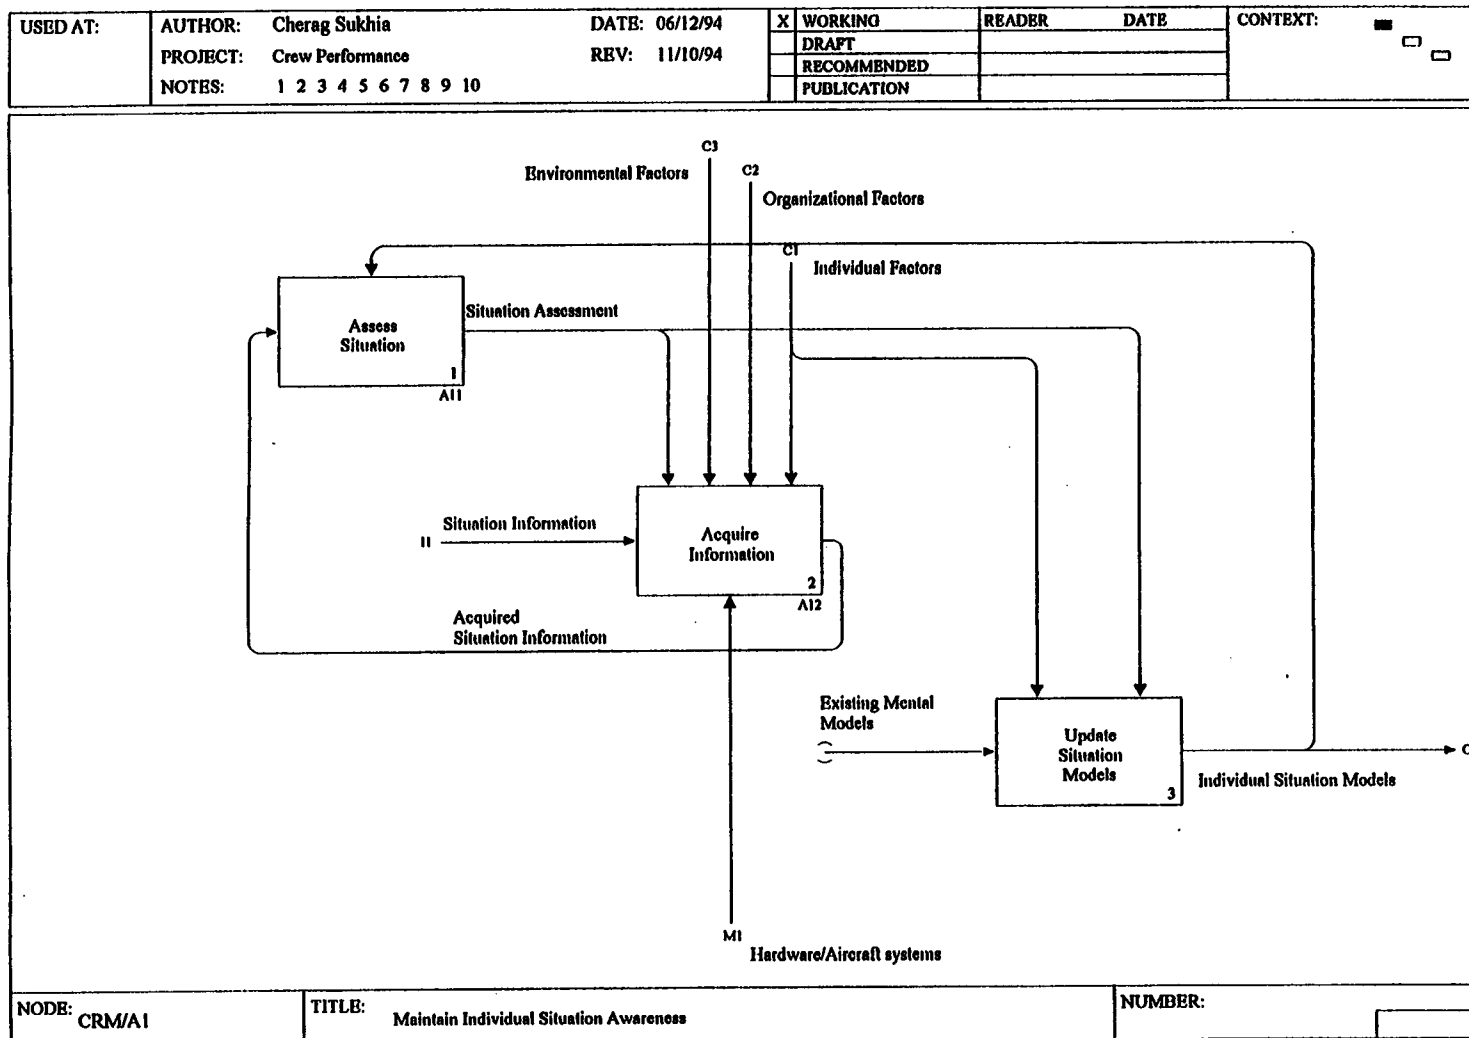 USED AT:
AUTHOR: Cherag Sukhia
DATE: 06/12/94
PROJECT: Crew Performance
REV: 11/10/94
NOTES: 1 2 3 4 5 6 7 8 9 10
X WORKING
DRAFT
RECOMMENDED
PUBLICATION
READER DATE
CONTEXT:
C3
Environmental Factors
C2
Organizational Factors
C1
Individual Factors
Situation Assessment
Assess
Situation
1
A11
Situation Information
I1
Acquire
Information
2
A12
Acquired
Situation Information
Existing Mental
Models
Update
Situation
Models
3
Individual Situation Models
M1
Hardware/Aircraft systems
NODE: CRM/A1
TITLE: Maintain Individual Situation Awareness
NUMBER: